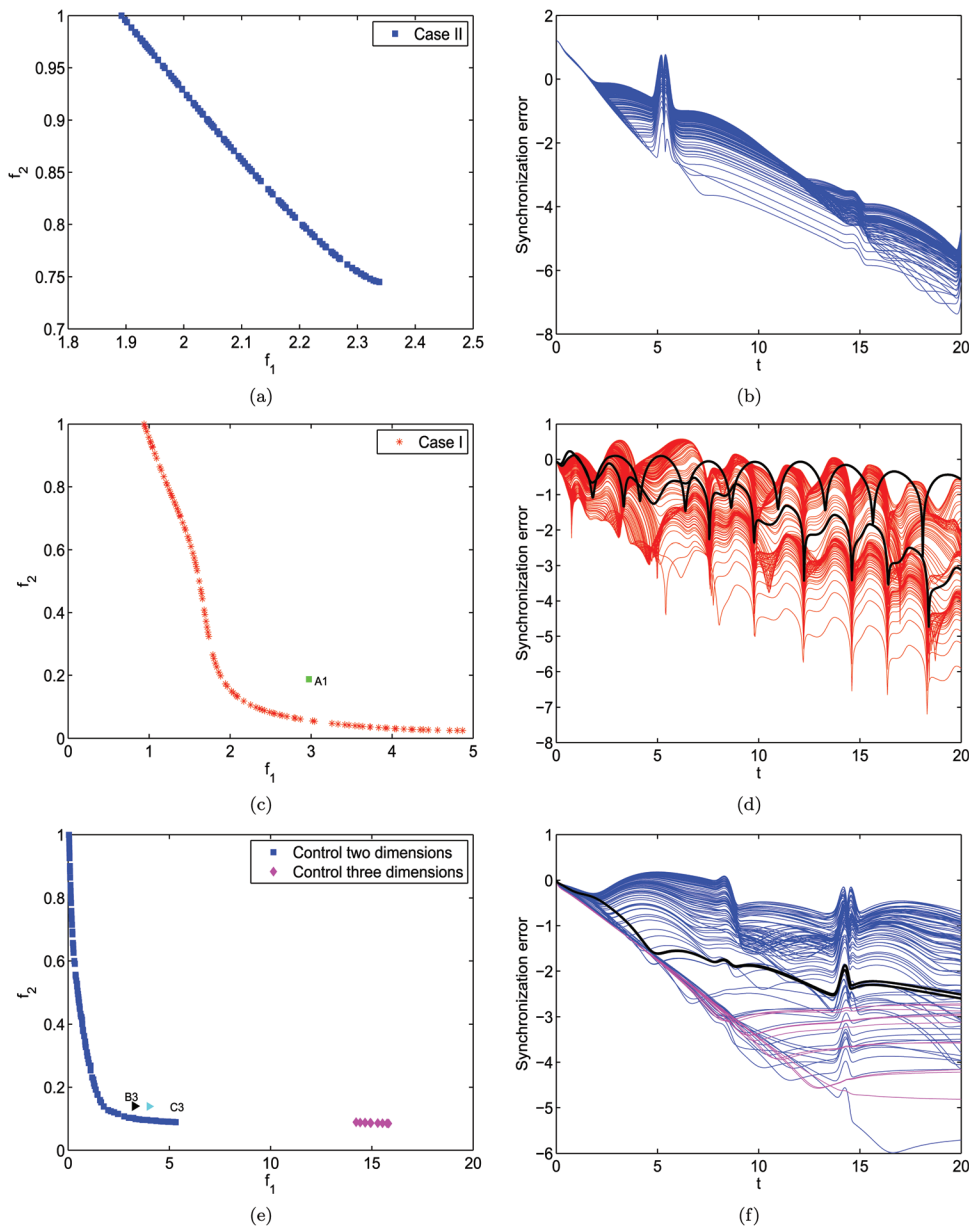 1
0.95
0.9
0.85
0.8
0.75
0.7
f2
1.8 1.9 2 2.1 2.2 2.3 2.4 2.5
f1
Case II
(a)
2
0
−2
−4
−6
−8
Synchronization error
0 5 10 15 20
t
(b)
1
0.8
0.6
0.4
0.2
0
f2
0 1 2 3 4 5
f1
Case I
A1
(c)
1
0
−1
−2
−3
−4
−5
−6
−7
−8
Synchronization error
0 5 10 15 20
t
(d)
1
0.8
0.6
0.4
0.2
0
f2
0 5 10 15 20
f1
Control two dimensions
Control three dimensions
B3
C3
(e)
1
0
−1
−2
−3
−4
−5
−6
Synchronization error
0 5 10 15 20
t
(f)